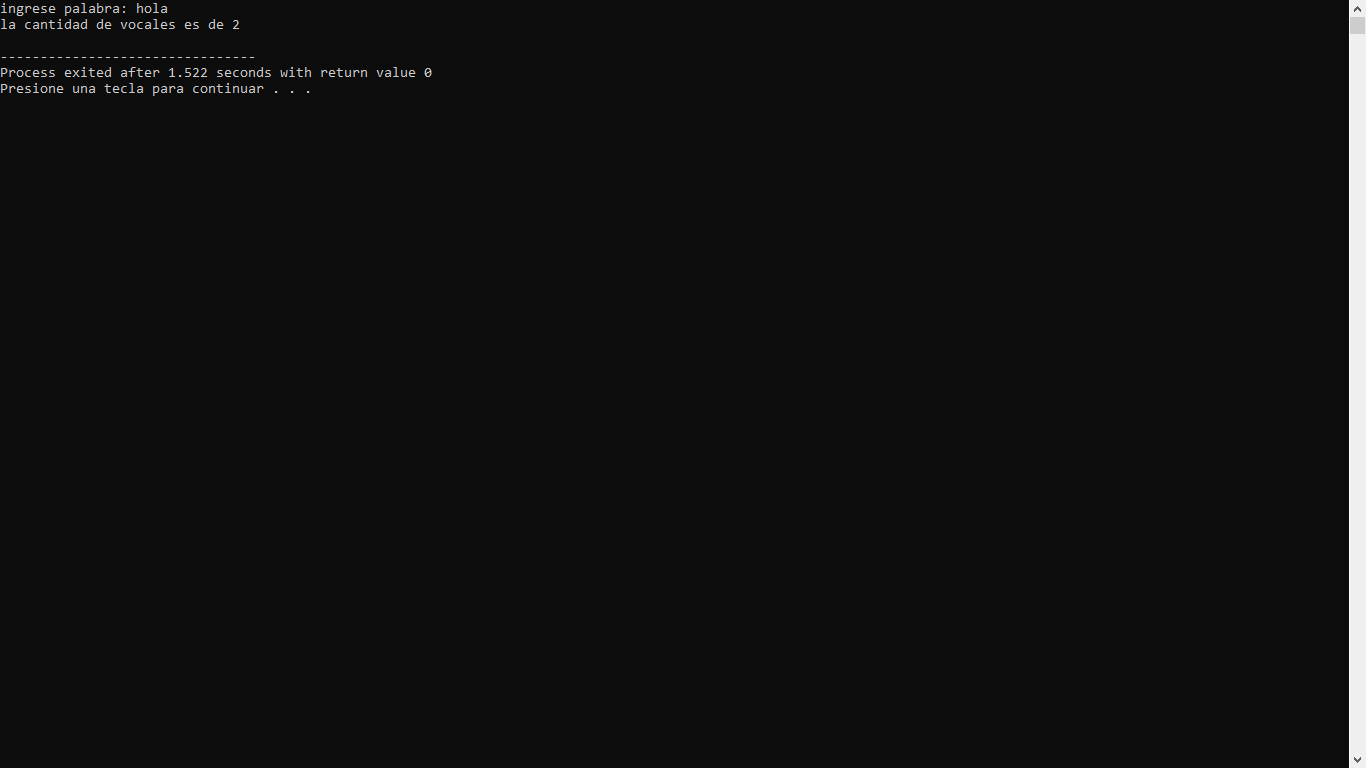 ingrese palabra: hola
la cantidad de vocales es de 2
--------------------------------
Process exited after 1.522 seconds with return value 0
Presione una tecla para continuar . . .